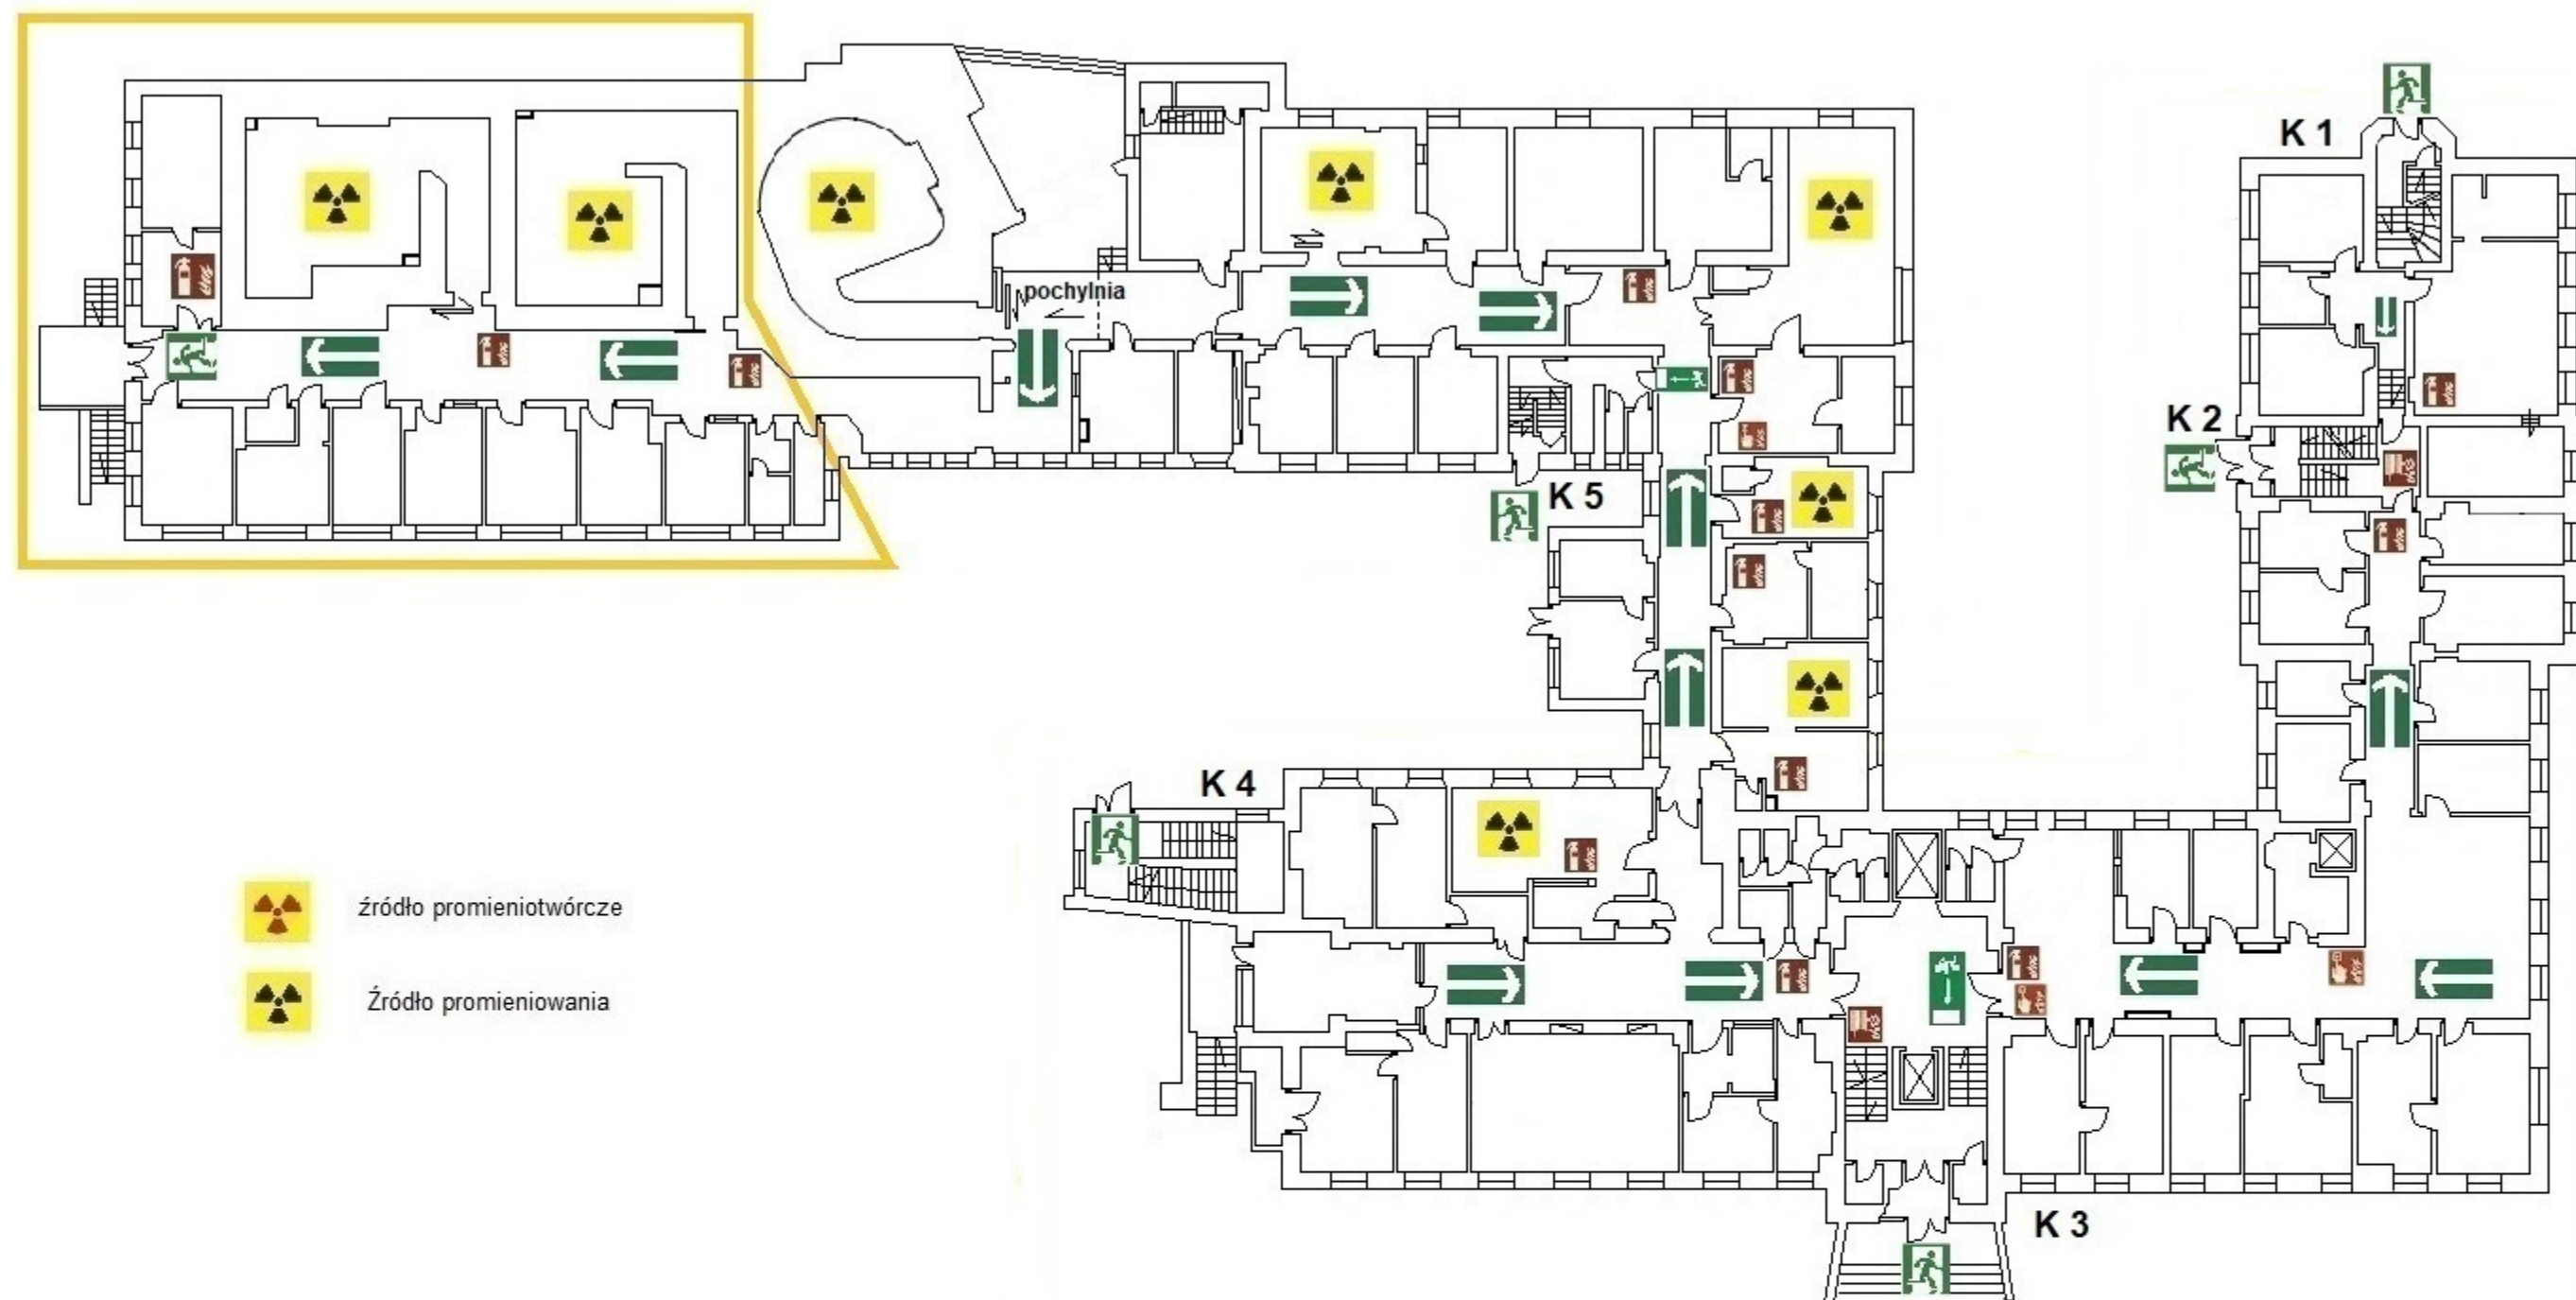 K 1
pochylnia
K 2
K 5
K 4
źródło promieniotwórcze
Źródło promieniowania
K 3